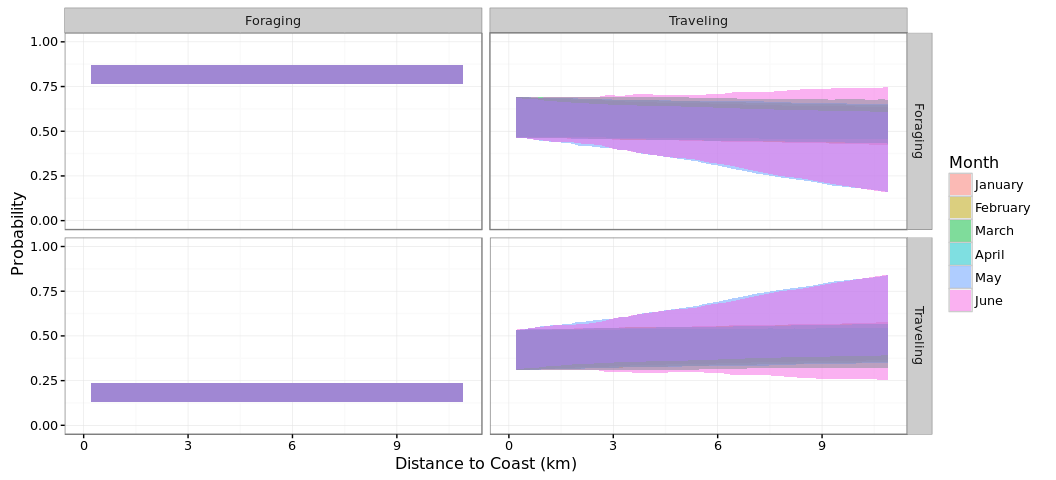 Foraging
Traveling
1.00
0.75
0.50
0.25
0.00
Foraging
1.00
0.75
0.50
0.25
0.00
Traveling
Probability
0 3 6 9
0 3 6 9
Distance to Coast (km)
Month
January
February
March
April
May
June